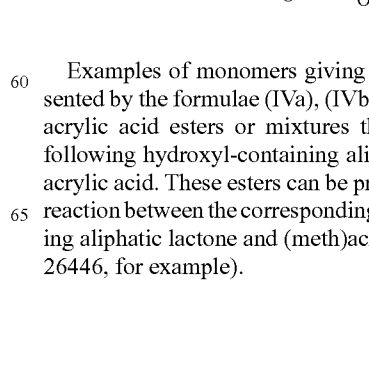 60 Examples of monomers giving
sented by the formulae (IVa), (IVb
acrylic acid esters or mixtures t
following hydroxyl-containing ali
acrylic acid. These esters can be pr
65 reaction between the corresponding
ing aliphatic lactone and (meth)ac
26446, for example).